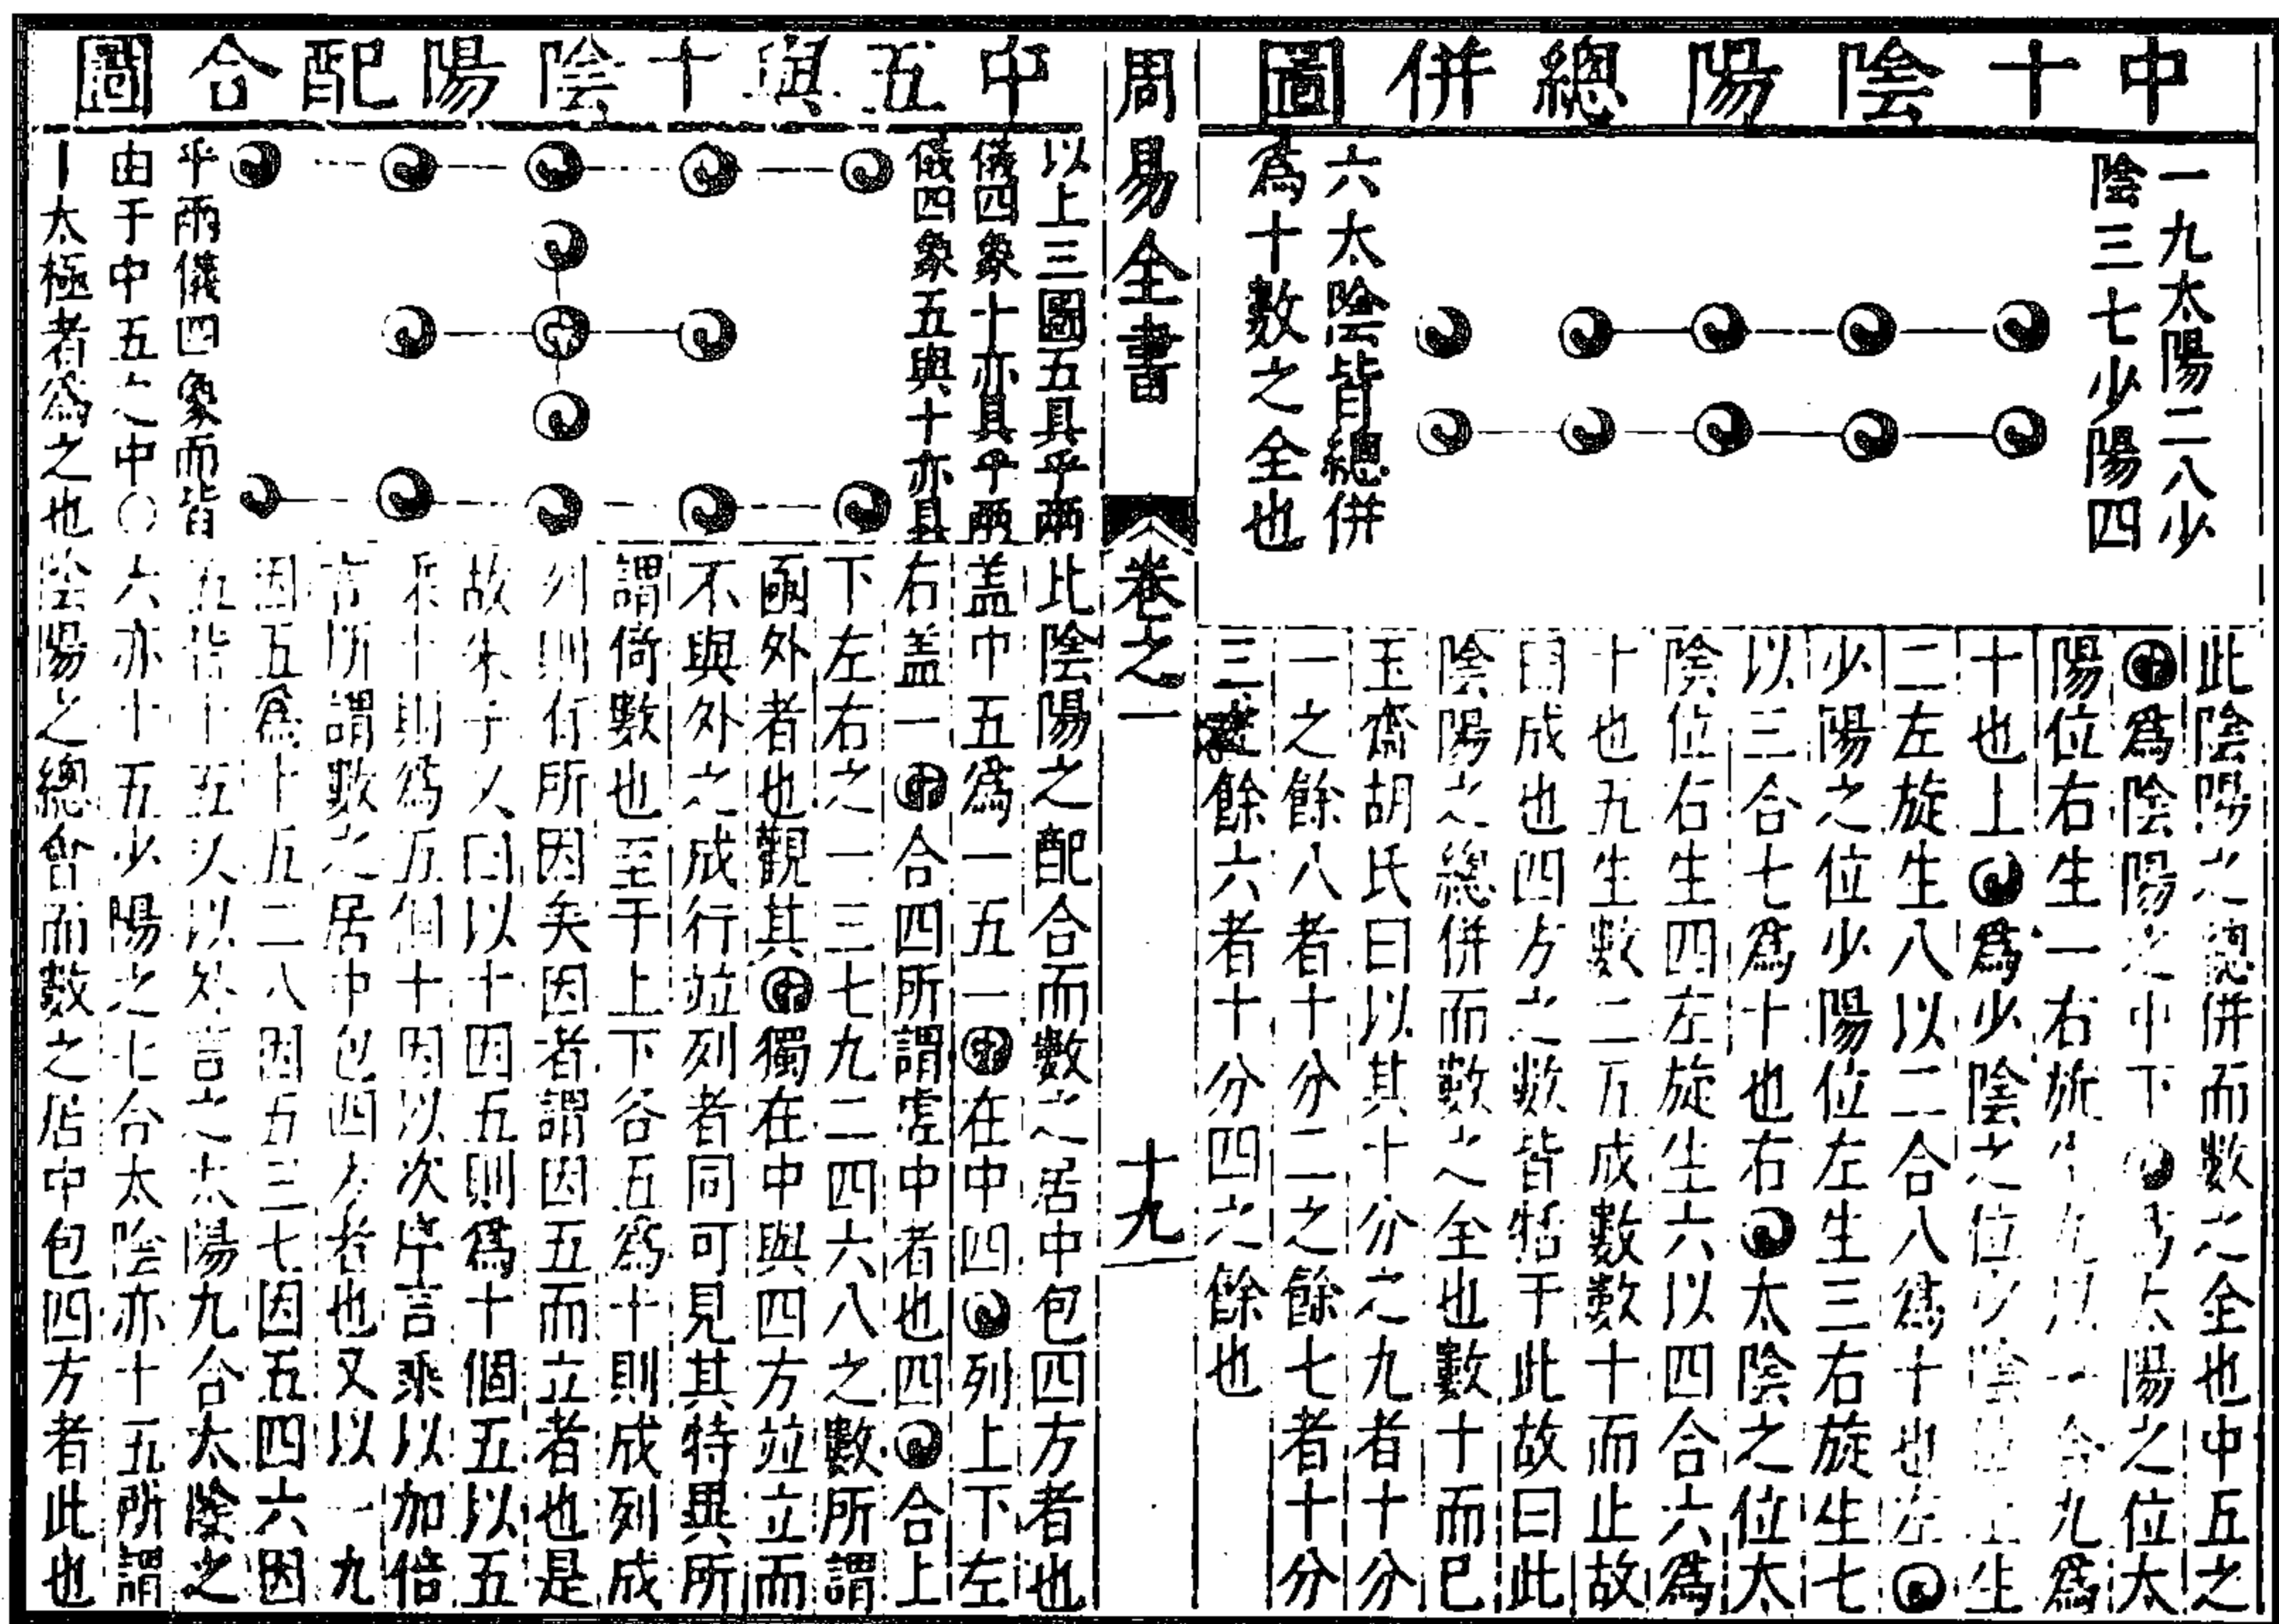 中十陰陽總併圖
一九太陽二八少
陰三七少陽四
六太陰皆總併
為十數之全也
此陰陽之總併而數之全也中五之
為陰陽之中下太陽之位太
陽位右生一右旋生九以一合九為
十也上為少陰之位少陰位上生
二左旋生八以二合八為十也左
少陽之位少陽位左生三右旋生七
以三合七為十也右太陰之位太
陰位右生四左旋生六以四合六為
十也五生數二五成數數十而止故
曰成也四方之數皆括于此故曰此
陰陽之總併而數之全也數十而已
玉齋胡氏曰以其十分之九者十分
一之餘八者十分二之餘七者十分
三之餘六者十分四之餘也
周易全書
卷之一
十九
中五與十陰陽配合圖
以上三圖五具乎兩
儀四象十亦具乎兩
儀四象五與十亦具
乎兩儀四象而皆
由于中五之中〇
太極者為之也
此陰陽之配合而數之居中包四方者也
蓋中五為一五一在中四列上下左
右蓋一合四所謂虛中者也四合上
下左右之一三七九二四六八之數所謂
函外者也觀其獨在中與四方並立而
不與外之成行並列者同可見其特異所
謂倚數也至于上下各五為十則成列成
列則有所因矣因者謂因五而立者也是
故朱子又曰以十因五則為十個五以五
乘十則為五個十因以次序言乘以加倍
言所謂數之居中包四方者也又以一九
因五為十五二八因五三七因五四六因
五皆十五又以外言之太陽九合太陰之
六亦十五少陽之七合太陰亦十五所謂
陰陽之總會而數之居中包四方者此也